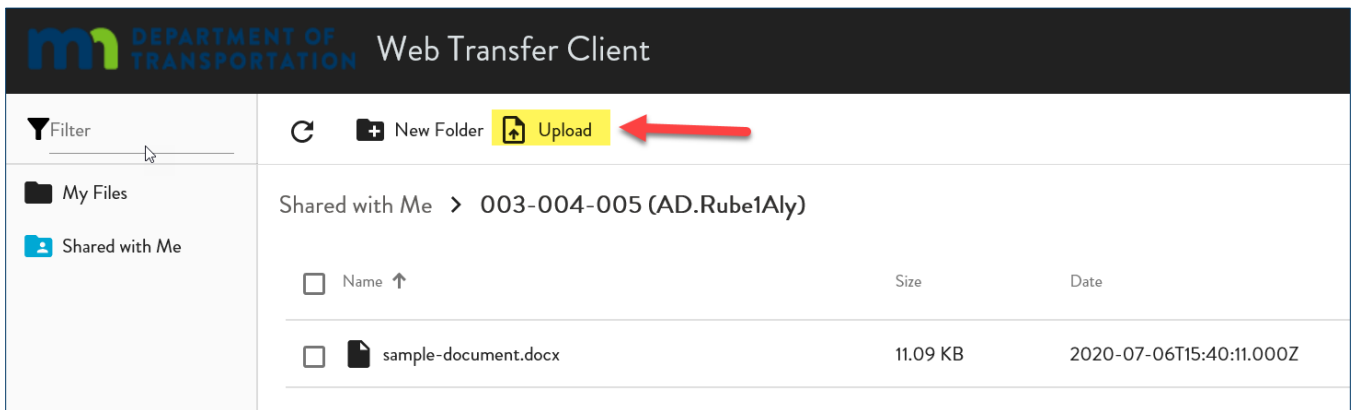 DEPARTMENT OF
TRANSPORTATION
Web Transfer Client
Filter
New Folder Upload
My Files
Shared with Me
Shared with Me > 003-004-005 (AD.Rube1Aly)
Name Size Date
sample-document.docx 11.09 KB 2020-07-06T15:40:11.000Z